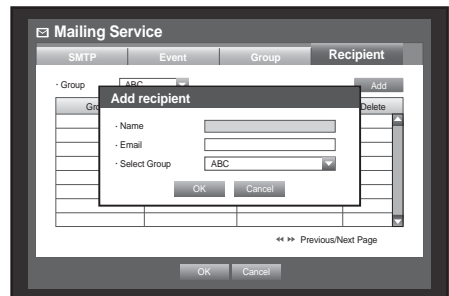 Mailing Service
SMTP Event Group Recipient
· Group ABC Add
Delete
Add recipient
· Name
· Email
· Select Group ABC
OK Cancel
Previous/Next Page
OK Cancel